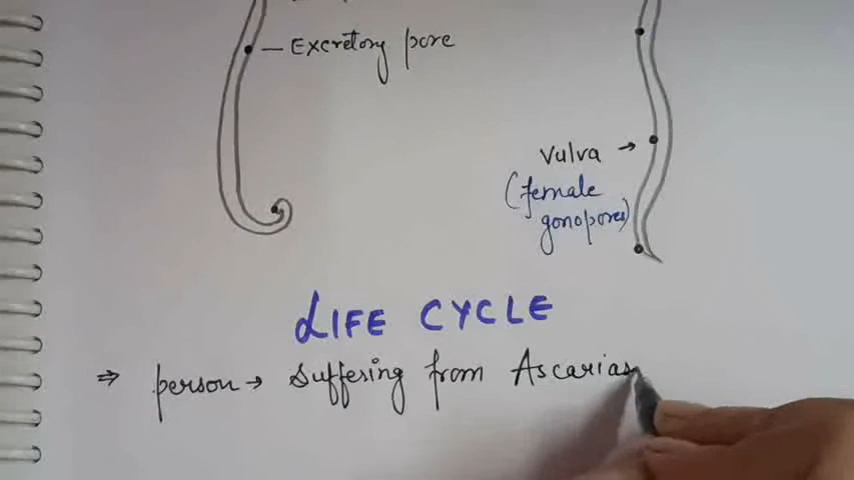 — Excretory pore
Vulva →
(female
gonopores)
LIFE CYCLE
⇒ person → Suffering from Ascarias